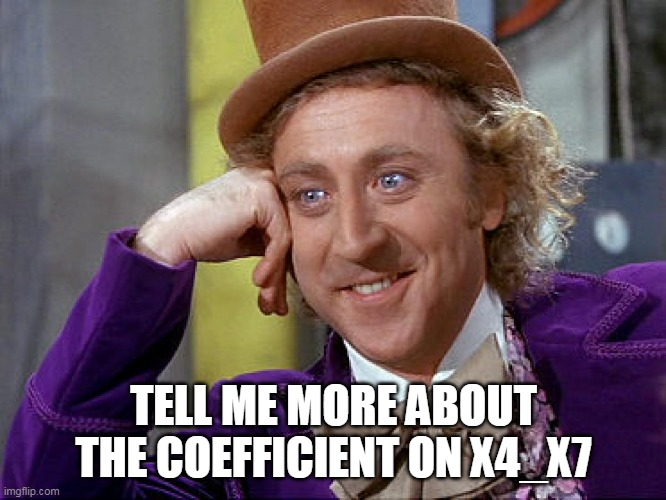 TELL ME MORE ABOUT
THE COEFFICIENT ON X4_X7
imgflip.com